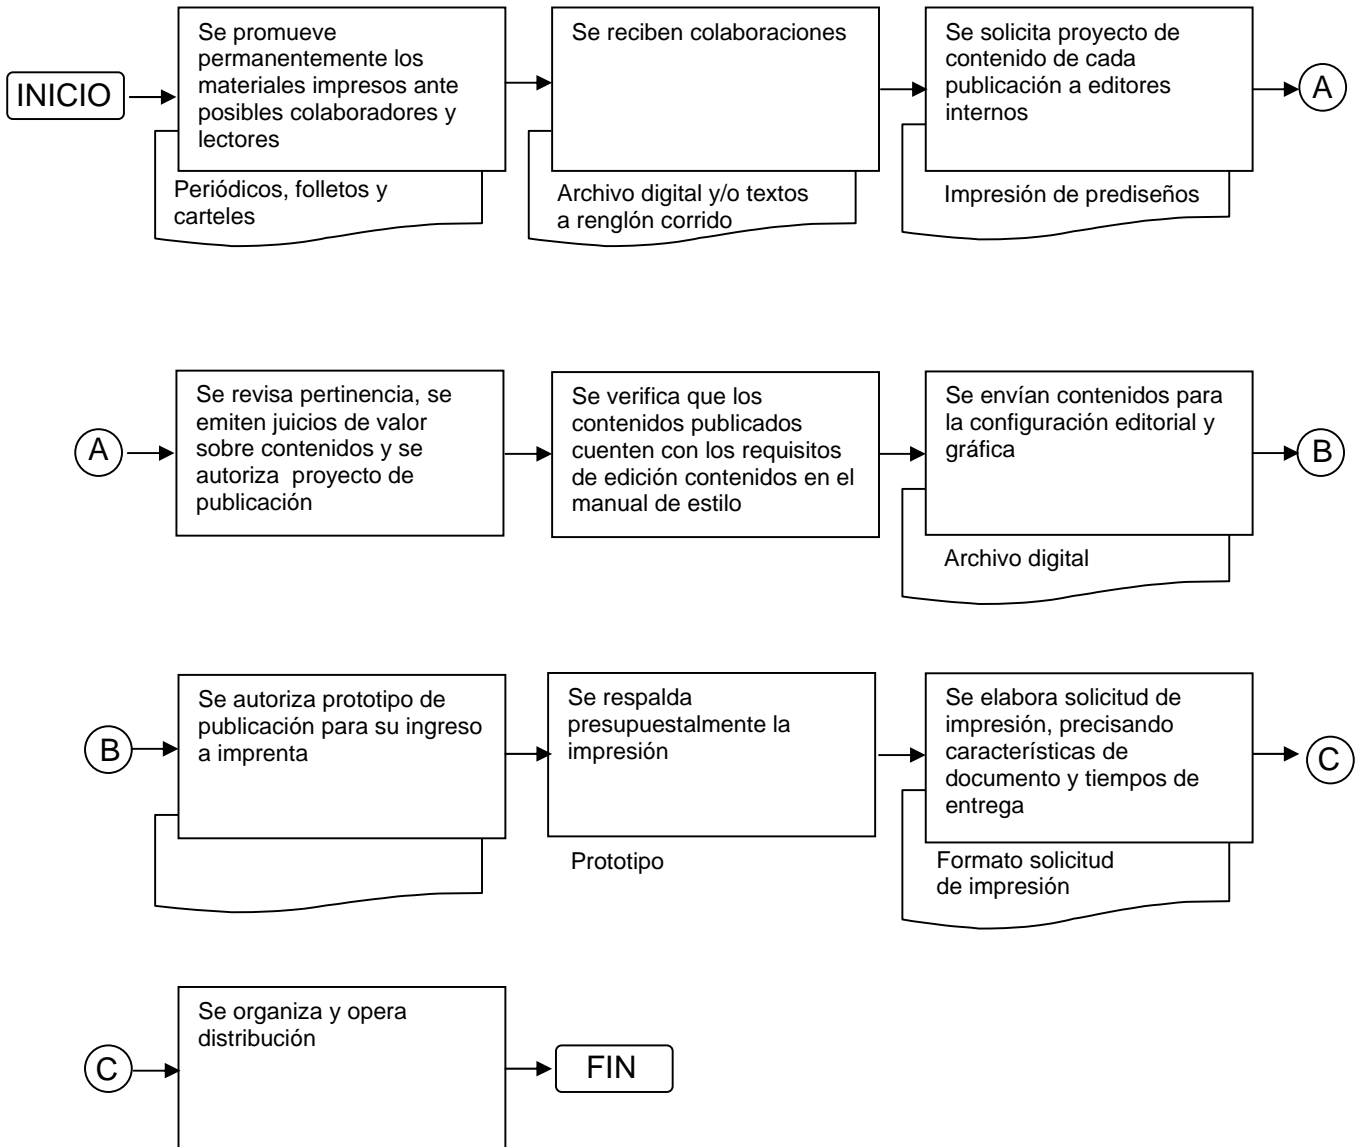 INICIO
Se promueve
permanentemente los
materiales impresos ante
posibles colaboradores y
lectores
Periódicos, folletos y
carteles
Se reciben colaboraciones
Archivo digital y/o textos
a renglón corrido
Se solicita proyecto de
contenido de cada
publicación a editores
internos
Impresión de prediseños
A
A
Se revisa pertinencia, se
emiten juicios de valor
sobre contenidos y se
autoriza proyecto de
publicación
Se verifica que los
contenidos publicados
cuenten con los requisitos
de edición contenidos en el
manual de estilo
Se envían contenidos para
la configuración editorial y
gráfica
Archivo digital
B
B
Se autoriza prototipo de
publicación para su ingreso
a imprenta
Se respalda
presupuestalmente la
impresión
Prototipo
Se elabora solicitud de
impresión, precisando
características de
documento y tiempos de
entrega
Formato solicitud
de impresión
C
C
Se organiza y opera
distribución
FIN